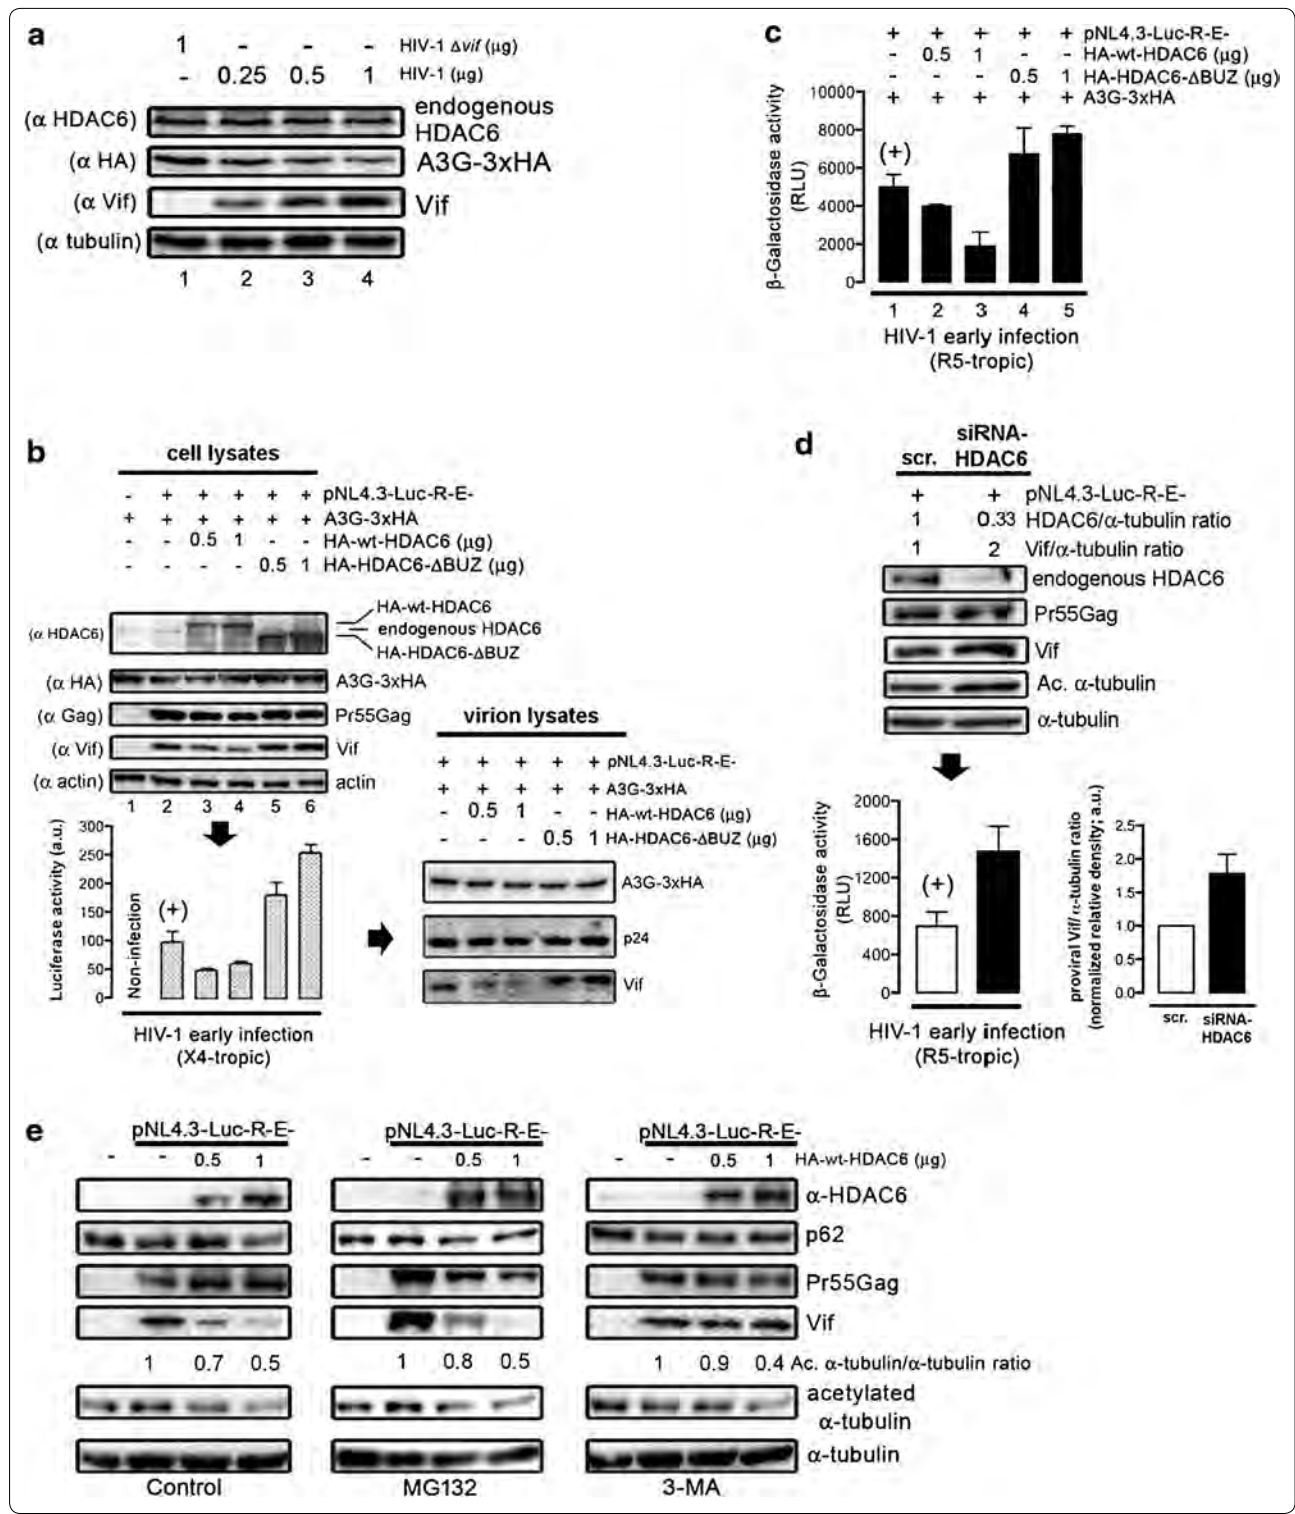 a
1 - - - HIV-1 Δvif (µg)
- 0.25 0.5 1 HIV-1 (µg)
(α HDAC6) endogenous
HDAC6
(α HA) A3G-3xHA
(α Vif) Vif
(α tubulin)
1 2 3 4
c
+ + + + + pNL4.3-Luc-R-E-
- 0.5 1 - - HA-wt-HDAC6 (µg)
- - - 0.5 1 HA-HDAC6-ΔBUZ (µg)
+ + + + + A3G-3xHA
β-Galactosidase activity
(RLU)
10000
8000
6000
4000
2000
0
(+)
1 2 3 4 5
HIV-1 early infection
(R5-tropic)
b
cell lysates
- + + + + + pNL4.3-Luc-R-E-
+ + + + + + A3G-3xHA
- - 0.5 1 - - HA-wt-HDAC6 (µg)
- - - - 0.5 1 HA-HDAC6-ΔBUZ (µg)
(α HDAC6)
HA-wt-HDAC6
endogenous HDAC6
HA-HDAC6-ΔBUZ
(α HA) A3G-3xHA
(α Gag) Pr55Gag
(α Vif) Vif
(α actin) actin
1 2 3 4 5 6
Luciferase activity (a.u.)
300
250
200
150
100
50
0
Non-infection
(+)
HIV-1 early infection
(X4-tropic)
virion lysates
+ + + + + pNL4.3-Luc-R-E-
+ + + + + A3G-3xHA
- 0.5 1 - - HA-wt-HDAC6 (µg)
- - - 0.5 1 HA-HDAC6-ΔBUZ (µg)
A3G-3xHA
p24
Vif
d
scr. siRNA-
HDAC6
+ + pNL4.3-Luc-R-E-
1 0.33 HDAC6/α-tubulin ratio
1 2 Vif/α-tubulin ratio
endogenous HDAC6
Pr55Gag
Vif
Ac. α-tubulin
α-tubulin
β-Galactosidase activity
(RLU)
2000
1600
1200
800
400
0
(+)
HIV-1 early infection
(R5-tropic)
proviral Vif/ α-tubulin ratio
(normalized relative density; a.u.)
2.5
2.0
1.5
1.0
0.5
0.0
scr. siRNA-
HDAC6
e
pNL4.3-Luc-R-E- pNL4.3-Luc-R-E- pNL4.3-Luc-R-E-
- - 0.5 1 - - 0.5 1 - - 0.5 1 HA-wt-HDAC6 (µg)
α-HDAC6
p62
Pr55Gag
Vif
1 0.7 0.5 1 0.8 0.5 1 0.9 0.4 Ac. α-tubulin/α-tubulin ratio
acetylated
α-tubulin
α-tubulin
Control MG132 3-MA